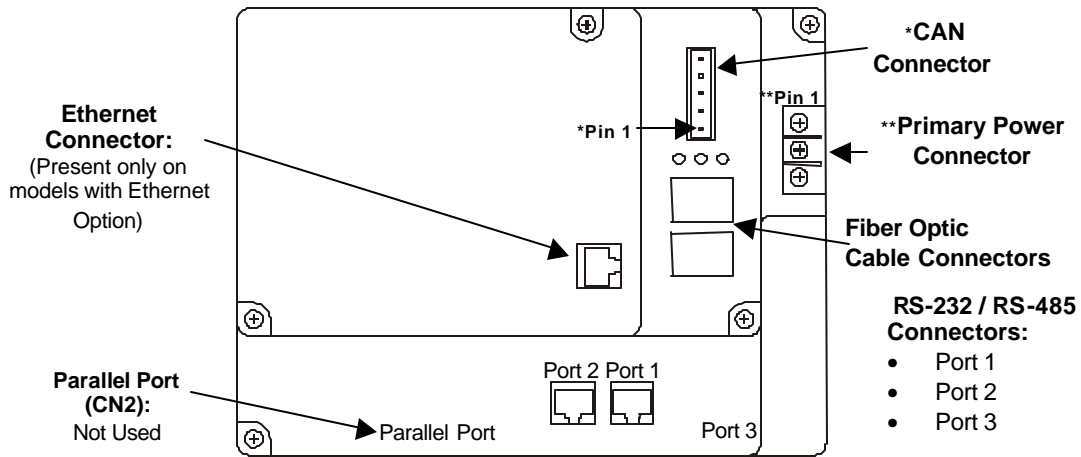 *CAN
Connector
**Pin 1
Ethernet
Connector:
(Present only on
models with Ethernet
Option)
*Pin 1
**Primary Power
Connector
Fiber Optic
Cable Connectors
RS-232 / RS-485
Connectors:
• Port 1
• Port 2
• Port 3
Parallel Port
(CN2):
Not Used
Port 2 Port 1
Parallel Port
Port 3